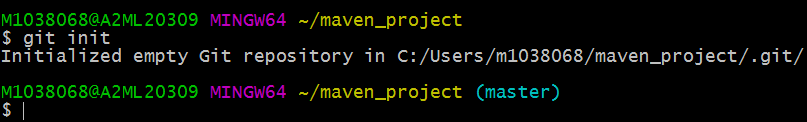 M1038068@A2ML20309 MINGW64 ~/maven_project
$ git init
Initialized empty Git repository in C:/Users/m1038068/maven_project/.git/
M1038068@A2ML20309 MINGW64 ~/maven_project (master)
$